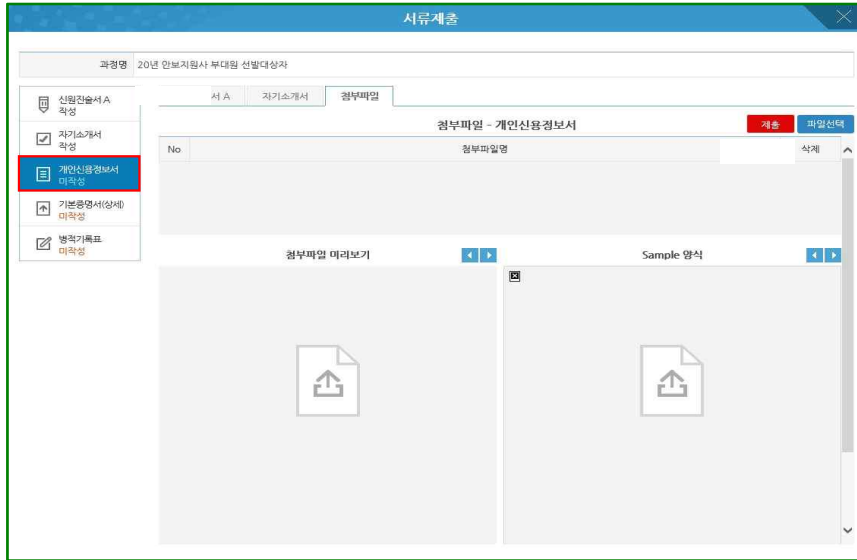 서류제출
과정명 20년 안보지원사 부대원 선발대상자
신원진술서 A
작성
자기소개서
작성
개인신용정보서
미작성
기본증명서(상세)
미작성
병적기록표
미작성
서 A 자기소개서 첨부파일
첨부파일 - 개인신용정보서 제출 파일선택
No 첨부파일명 삭제
첨부파일 미리보기 Sample 양식